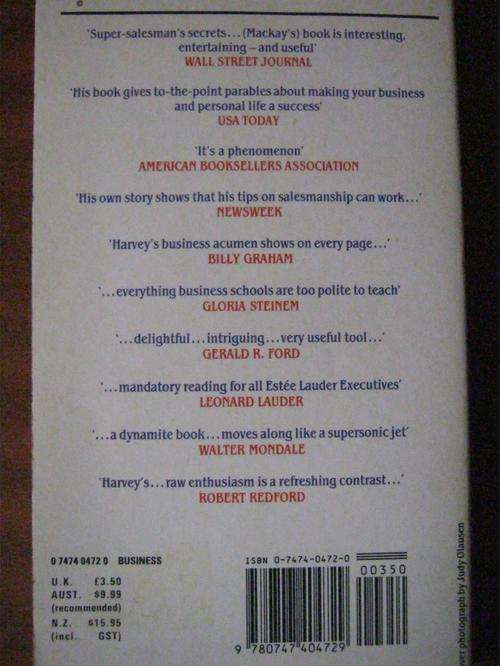 ©
'Super-salesman's secrets...(Mackay's) book is interesting,
entertaining – and useful'
WALL STREET JOURNAL
'His book gives to-the-point parables about making your business
and personal life a success'
USA TODAY
'It's a phenomenon'
AMERICAN BOOKSELLERS ASSOCIATION
'His own story shows that his tips on salesmanship can work...'
NEWSWEEK
'Harvey's business acumen shows on every page...'
BILLY GRAHAM
'...everything business schools are too polite to teach'
GLORIA STEINEM
'...delightful...intriguing...very useful tool...'
GERALD R. FORD
'...mandatory reading for all Estée Lauder Executives'
LEONARD LAUDER
'...a dynamite book...moves along like a supersonic jet'
WALTER MONDALE
'Harvey's...raw enthusiasm is a refreshing contrast...'
ROBERT REDFORD
0 7474 0472 0 BUSINESS
U.K. £3.50
AUST. $9.99
(recommended)
N.Z. $15.95
(incl. GST)
ISBN 0-7474-0472-0
00350
9 780747 404729
photograph by Judy Olausen